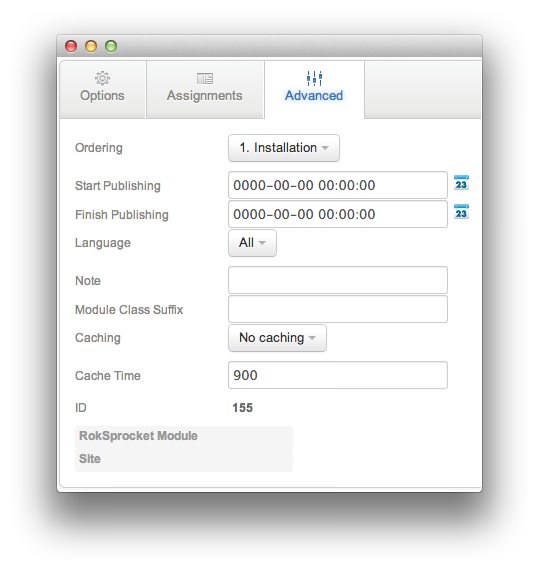 Options Assignments Advanced
Ordering 1. Installation
Start Publishing 0000-00-00 00:00:00 23
Finish Publishing 0000-00-00 00:00:00 23
Language All
Note
Module Class Suffix
Caching No caching
Cache Time 900
ID 155
RokSprocket Module
Site